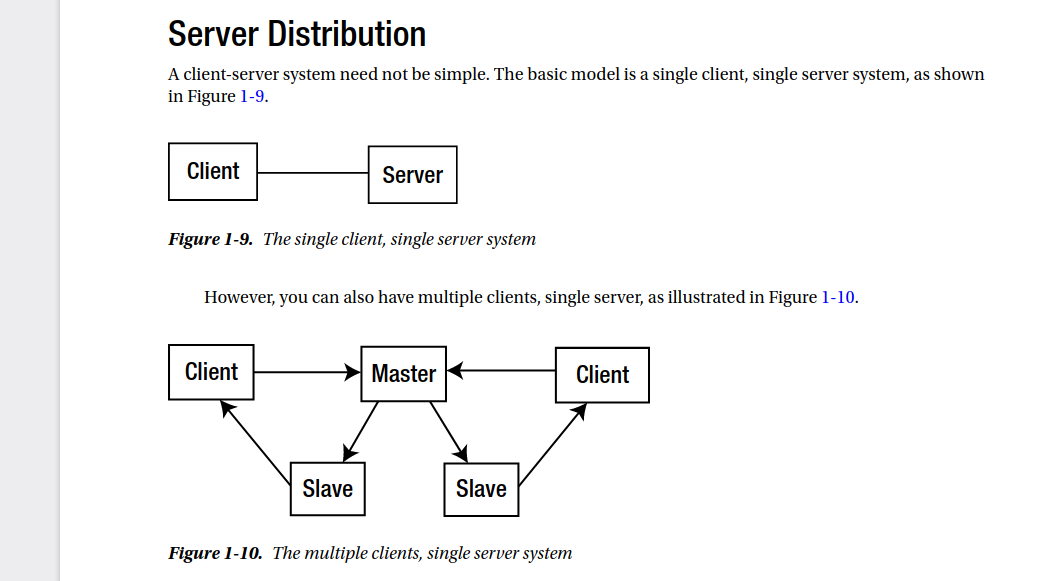 Server Distribution
A client-server system need not be simple. The basic model is a single client, single server system, as shown
in Figure 1-9.
Client
Server
Figure 1-9. The single client, single server system
However, you can also have multiple clients, single server, as illustrated in Figure 1-10.
Client
Master
Client
Slave
Slave
Figure 1-10. The multiple clients, single server system